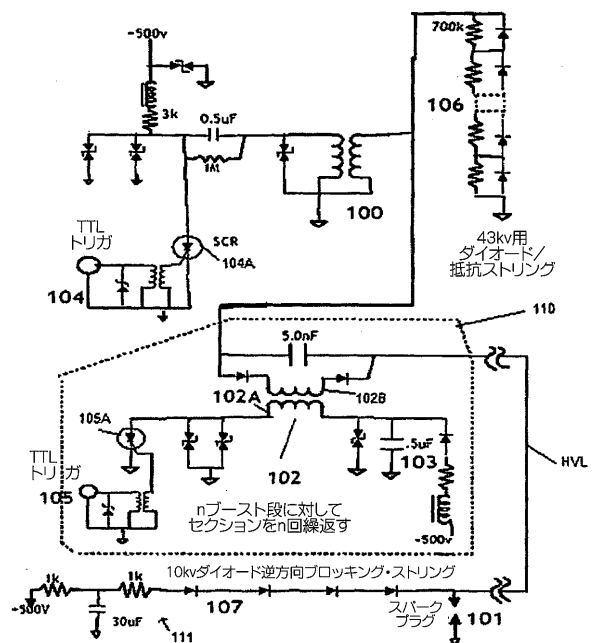 -500v
700k
3k
0.5uF
106
1Mt
100
TTL
トリガ
SCR
104A
104
43kv用
ダイオード/
抵抗ストリング
110
5.0nF
102A
102B
105A
102
.5uF
103
HVL
TTL
トリガ
105
nブースト段に対して
セクションをn回繰返す
-500v
10kvダイオード逆方向ブロッキング・ストリング
1k
1k
-500V
107
スパーク
プラグ
101
30uF
111